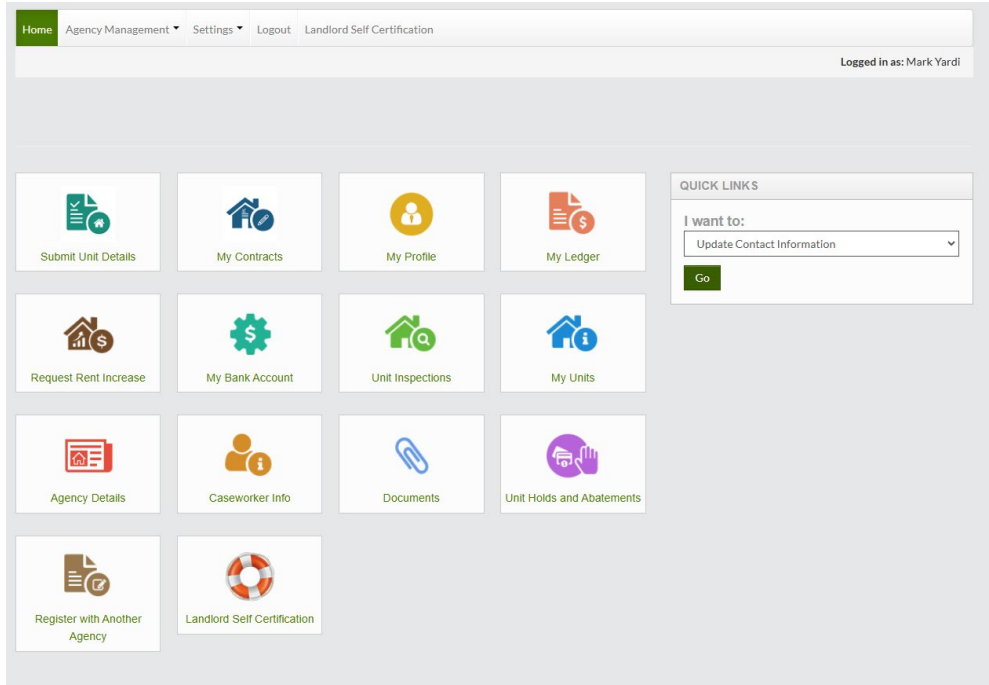 Home Agency Management Settings Logout Landlord Self Certification
Logged in as: Mark Yardi
Submit Unit Details
My Contracts
My Profile
My Ledger
QUICK LINKS
I want to:
Update Contact Information
Go
Request Rent Increase
My Bank Account
Unit Inspections
My Units
Agency Details
Caseworker Info
Documents
Unit Holds and Abatements
Register with Another
Agency
Landlord Self Certification